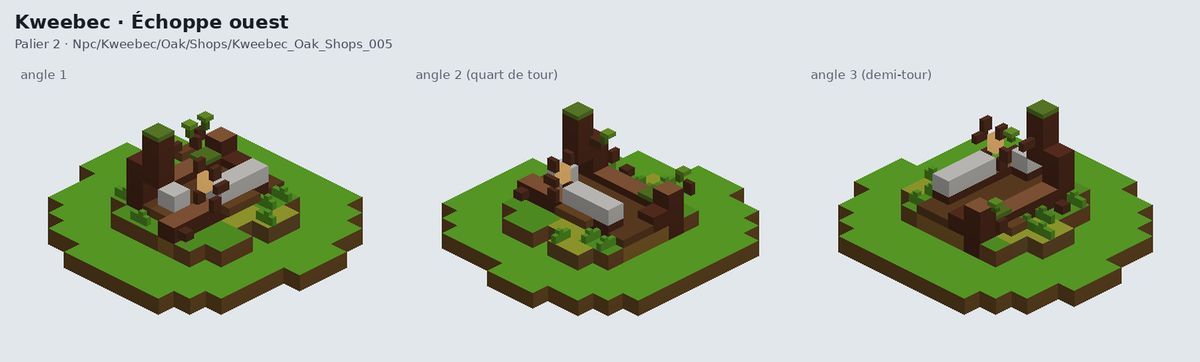 Kweebec · Échoppe ouest
Palier 2 · Npc/Kweebec/Oak/Shops/Kweebec_Oak_Shops_005
angle 1
angle 2 (quart de tour)
angle 3 (demi-tour)